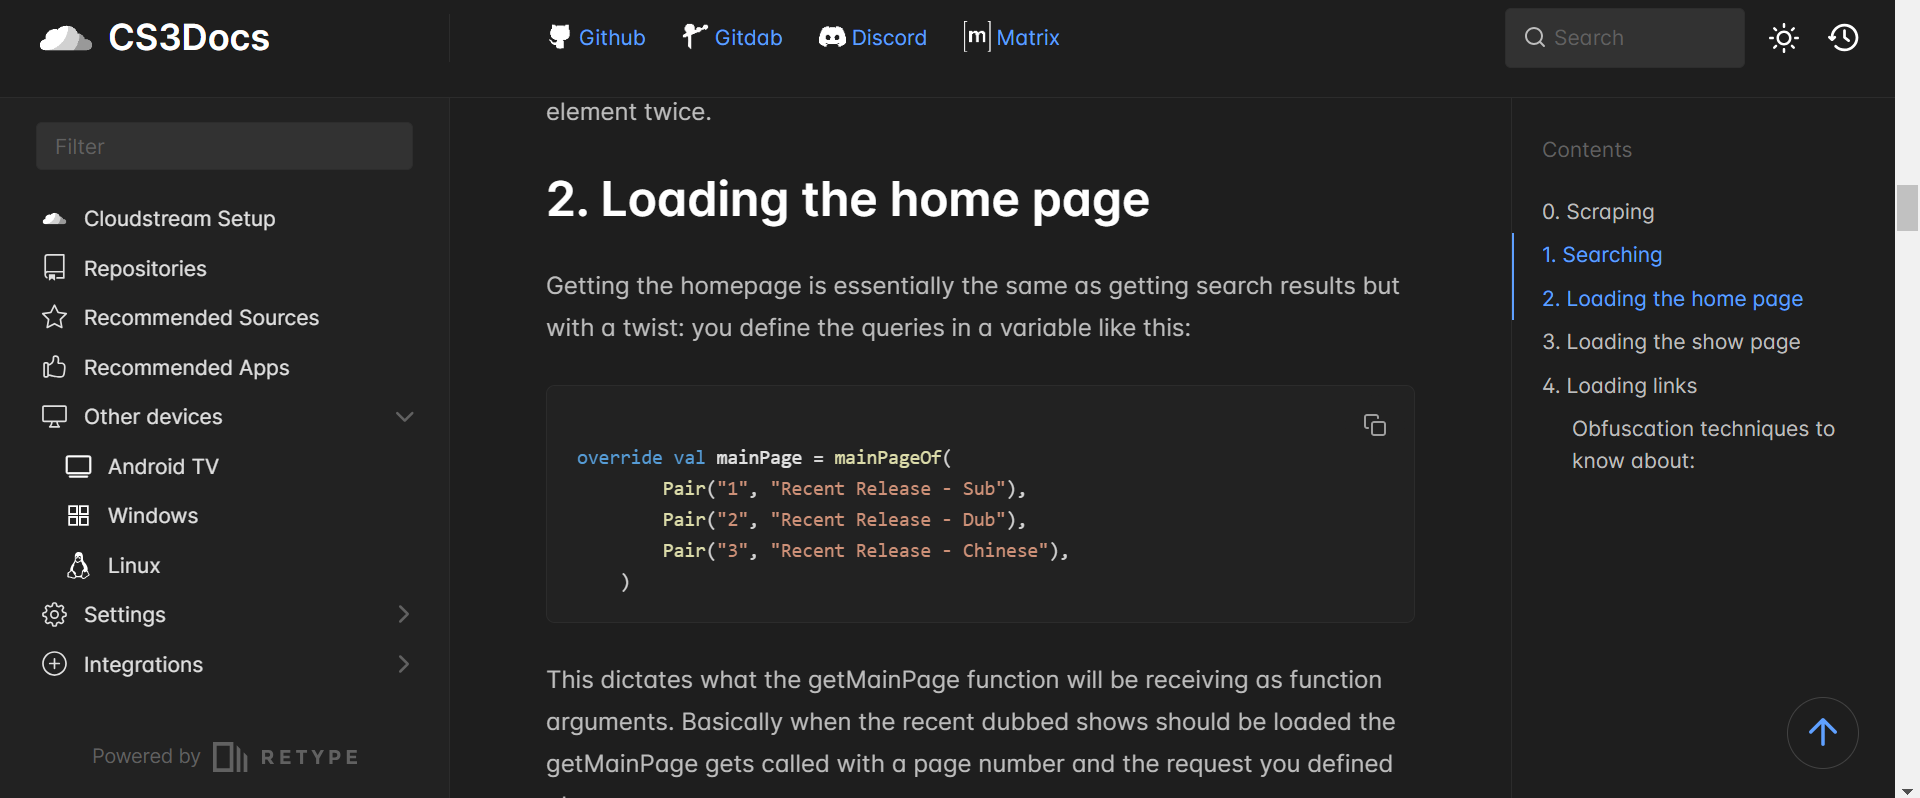 CS3Docs
Github
Gitdab
Discord
[m] Matrix
Search
Filter
Cloudstream Setup
Repositories
Recommended Sources
Recommended Apps
Other devices
Android TV
Windows
Linux
Settings
Integrations
Powered by RETYPE
element twice.
2. Loading the home page
Getting the homepage is essentially the same as getting search results but
with a twist: you define the queries in a variable like this:
override val mainPage = mainPageOf(
        Pair("1", "Recent Release - Sub"),
        Pair("2", "Recent Release - Dub"),
        Pair("3", "Recent Release - Chinese"),
    )
This dictates what the getMainPage function will be receiving as function
arguments. Basically when the recent dubbed shows should be loaded the
getMainPage gets called with a page number and the request you defined
Contents
0. Scraping
1. Searching
2. Loading the home page
3. Loading the show page
4. Loading links
Obfuscation techniques to
know about: